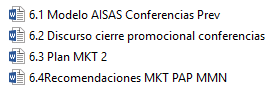 6.1 Modelo AISAS Conferencias Prev
6.2 Discurso cierre promocional conferencias
6.3 Plan MKT 2
6.4Recomendaciones MKT PAP MMN